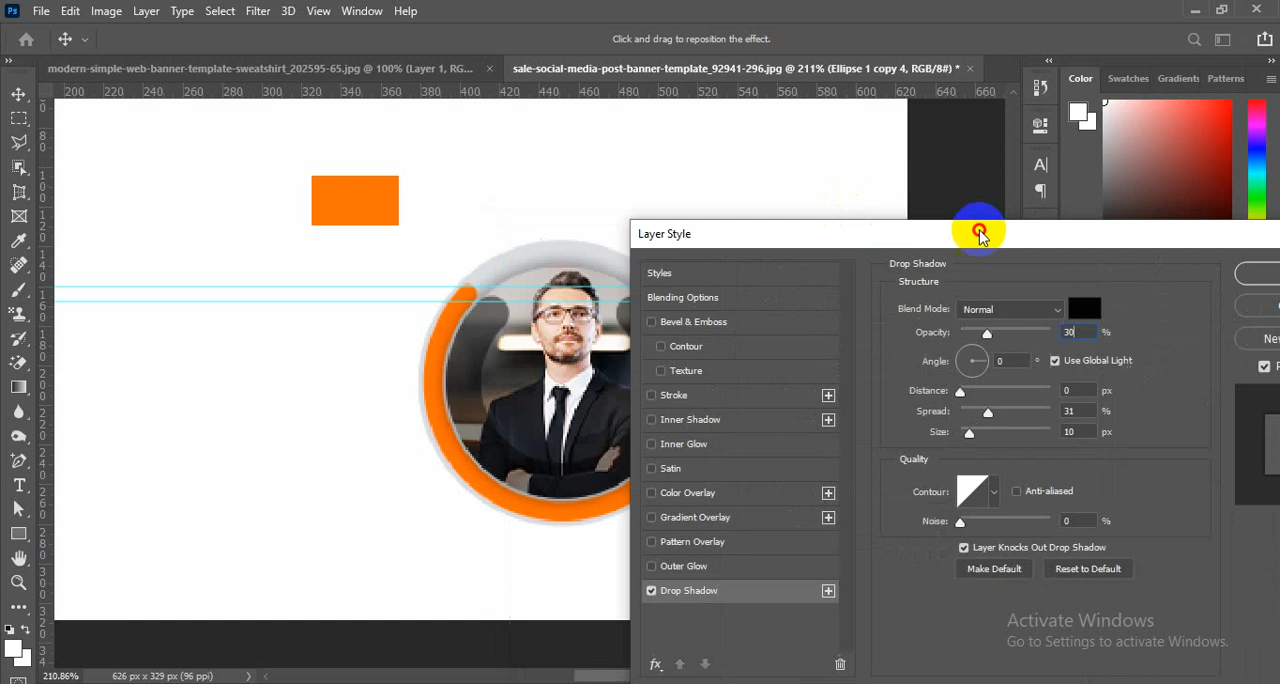 Ps File Edit Image Layer Type Select Filter 3D View Window Help
Click and drag to reposition the effect.
modern-simple-web-banner-template-sweatshirt_202595-65.jpg @ 100% (Layer 1, RG... ×
sale-social-media-post-banner-template_92941-296.jpg @ 211% (Ellipse 1 copy 4, RGB/8#) * ×
Color Swatches Gradients Patterns
200 220 240 260 280 300 320 340 360 380 400 420 440 460 480 500 520 540 560 580 600 620 640 660
Layer Style
Styles
Blending Options
Bevel & Emboss
Contour
Texture
Stroke
Inner Shadow
Inner Glow
Satin
Color Overlay
Gradient Overlay
Pattern Overlay
Outer Glow
Drop Shadow
fx
Drop Shadow
Structure
Blend Mode: Normal
Opacity: 30 %
Angle: 0 ° Use Global Light
Distance: 0 px
Spread: 31 %
Size: 10 px
Quality
Contour: Anti-aliased
Noise: 0 %
Layer Knocks Out Drop Shadow
Make Default Reset to Default
Activate Windows
Go to Settings to activate Windows.
210.86% 626 px x 329 px (96 ppi)